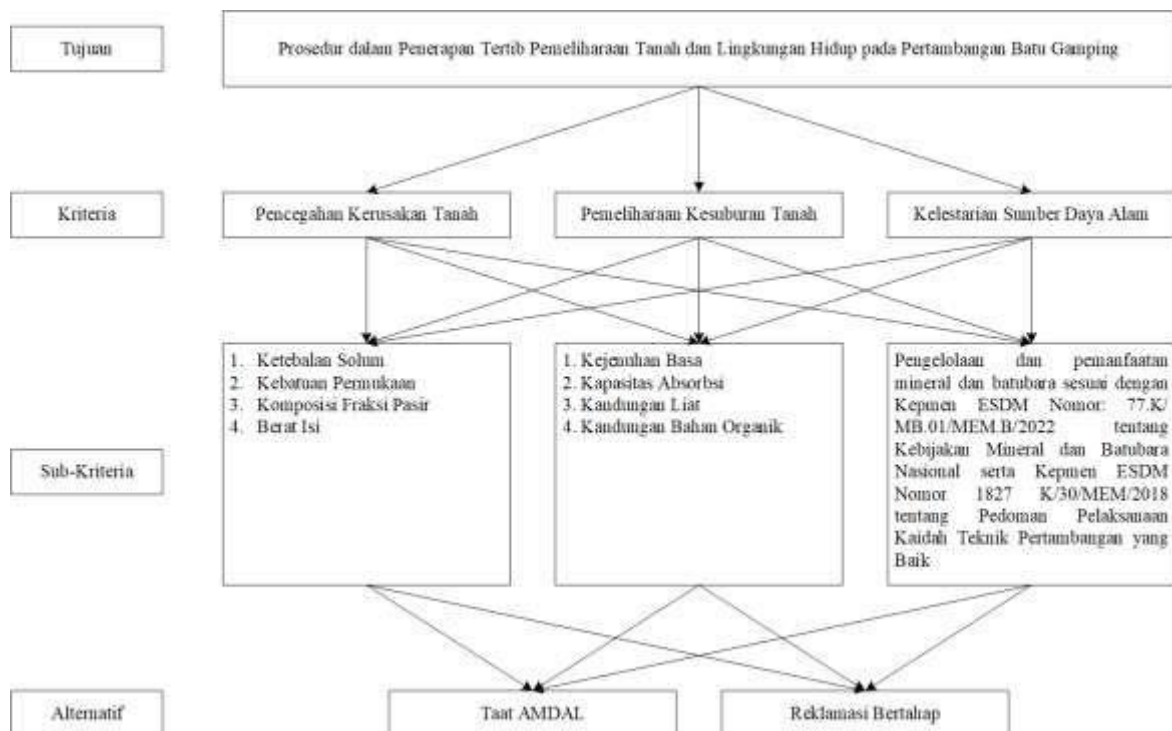 Tujuan
Prosedur dalam Penerapan Tertib Pemeliharaan Tanah dan Lingkungan Hidup pada Pertambangan Batu Gamping
Kriteria
Pencegahan Kerusakan Tanah
Pemeliharaan Kesuburan Tanah
Kelestarian Sumber Daya Alam
Sub-Kriteria
1. Ketebalan Solum
2. Kebatuan Permukaan
3. Komposisi Fraksi Pasir
4. Berat Isi
1. Kejenuhan Basa
2. Kapasitas Absorbsi
3. Kandungan Liat
4. Kandungan Bahan Organik
Pengelolaan dan pemanfaatan
mineral dan batubara sesuai dengan
Kepmen ESDM Nomor: 77.K/
MB.01/MEM.B/2022 tentang
Kebijakan Mineral dan Batubara
Nasional serta Kepmen ESDM
Nomor 1827 K/30/MEM/2018
tentang Pedoman Pelaksanaan
Kaidah Teknik Pertambangan yang
Baik
Alternatif
Taat AMDAL
Reklamasi Bertahap